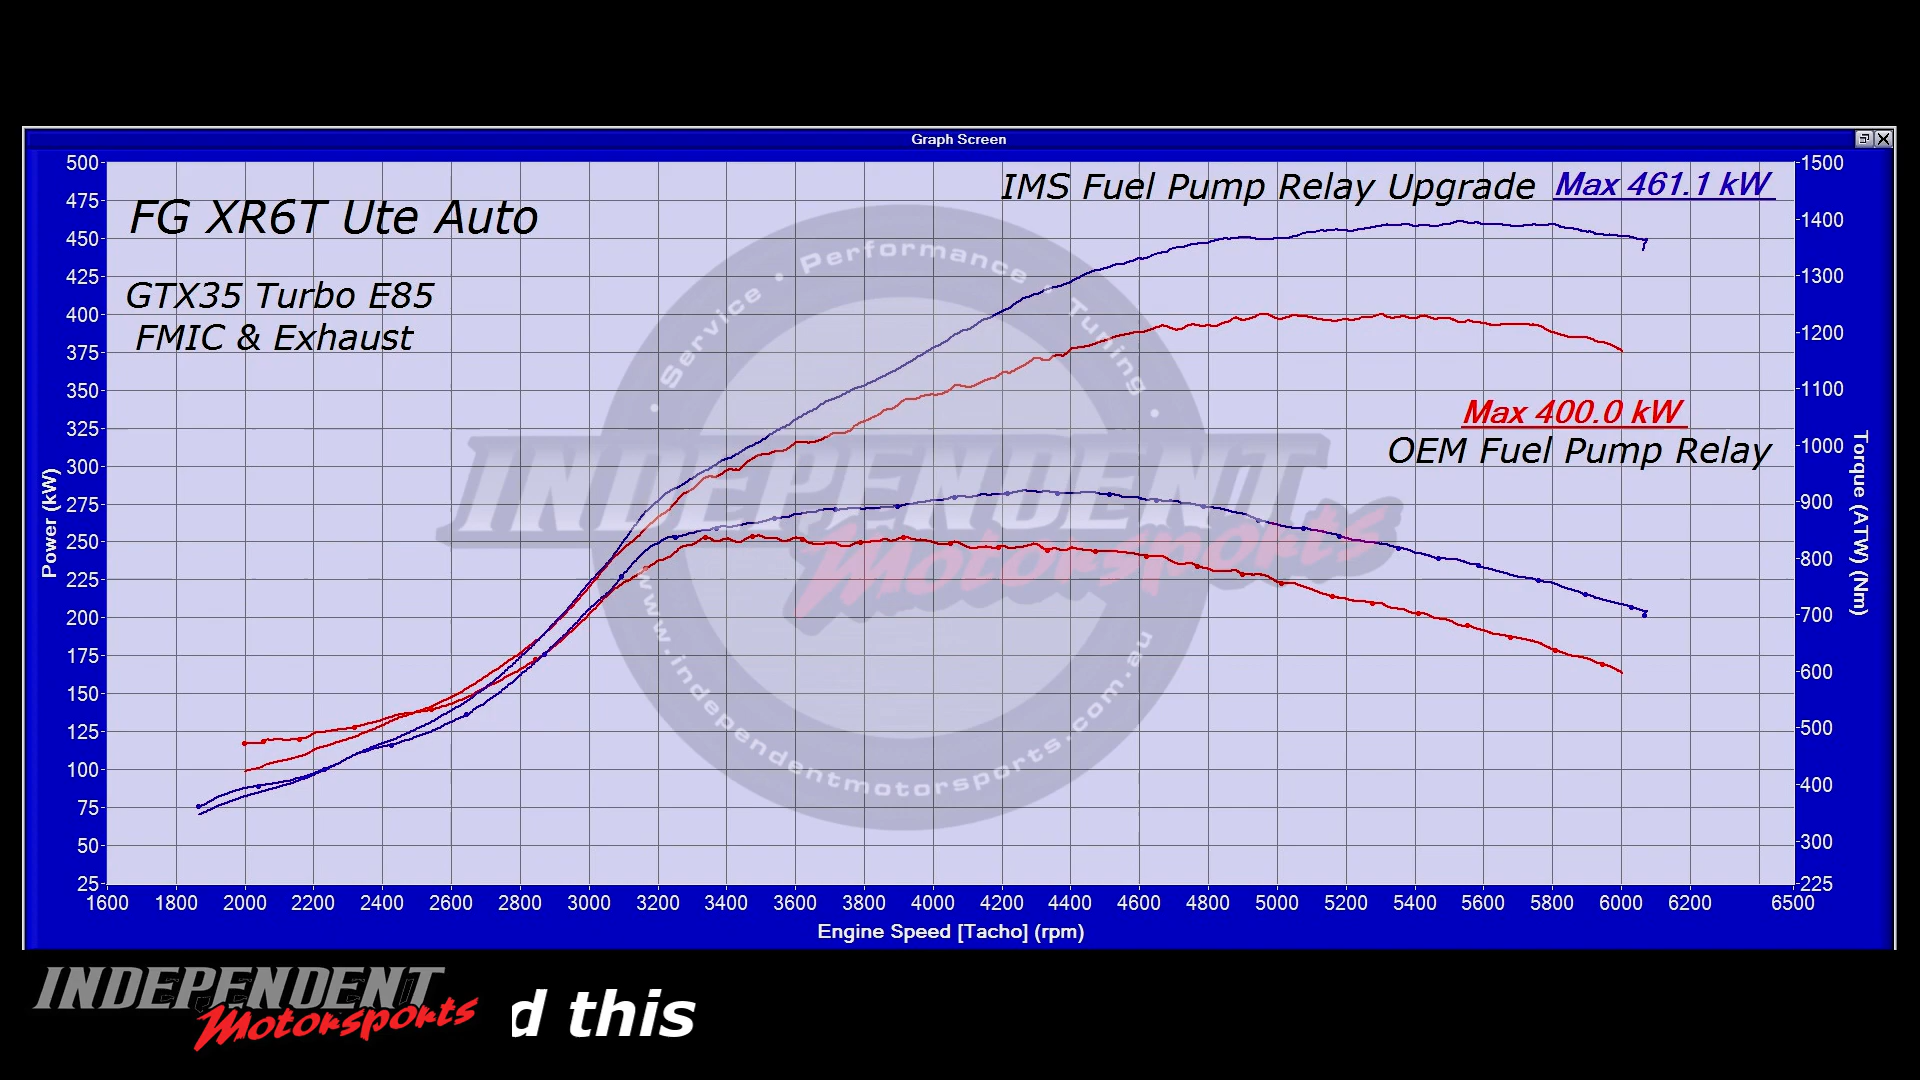 Graph Screen
500
475
450
425
400
375
350
325
300
275
250
225
200
175
150
125
100
75
50
25
Power (kW)
FG XR6T Ute Auto
GTX35 Turbo E85
FMIC & Exhaust
IMS Fuel Pump Relay Upgrade Max 461.1 kW
Max 400.0 kW
OEM Fuel Pump Relay
Service • Performance • Tuning
INDEPENDENT
Motorsports
www.independentmotorsports.com.au
1500
1400
1300
1200
1100
1000
900
800
700
600
500
400
300
225
Torque (ATW) (Nm)
1600 1800 2000 2200 2400 2600 2800 3000 3200 3400 3600 3800 4000 4200 4400 4600 4800 5000 5200 5400 5600 5800 6000 6200 6500
Engine Speed [Tacho] (rpm)
INDEPENDENT
Motorsports
d this